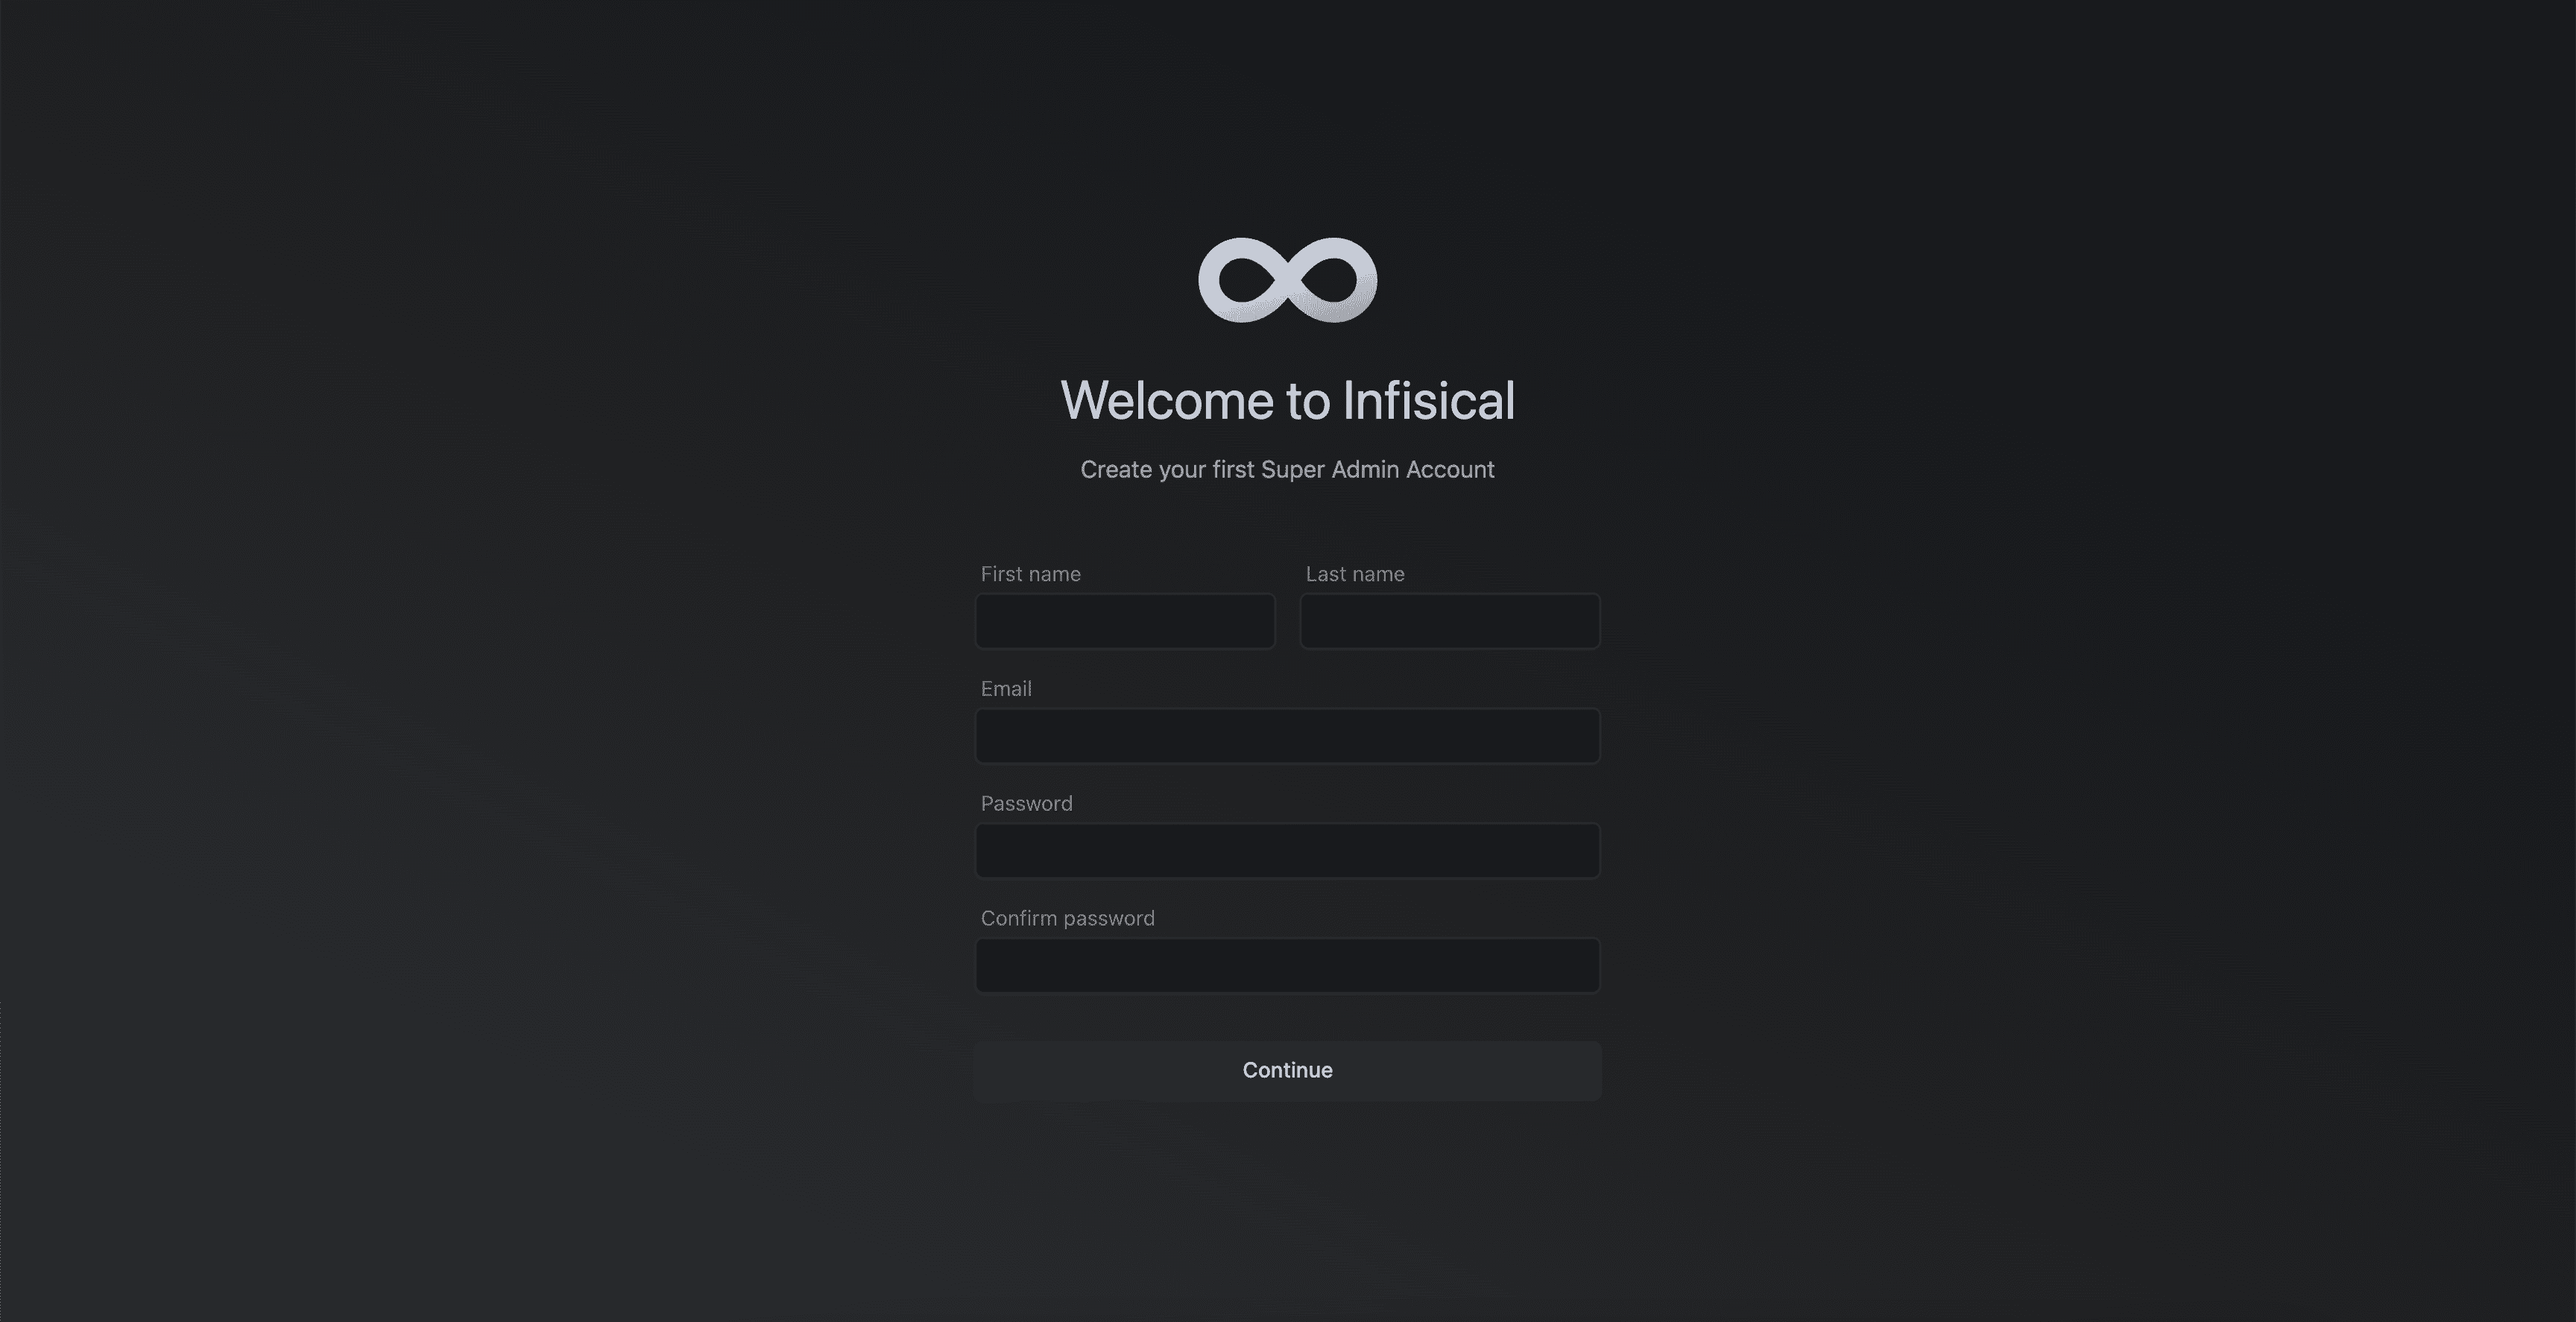 Welcome to Infisical
Create your first Super Admin Account
First name
Last name
Email
Password
Confirm password
Continue